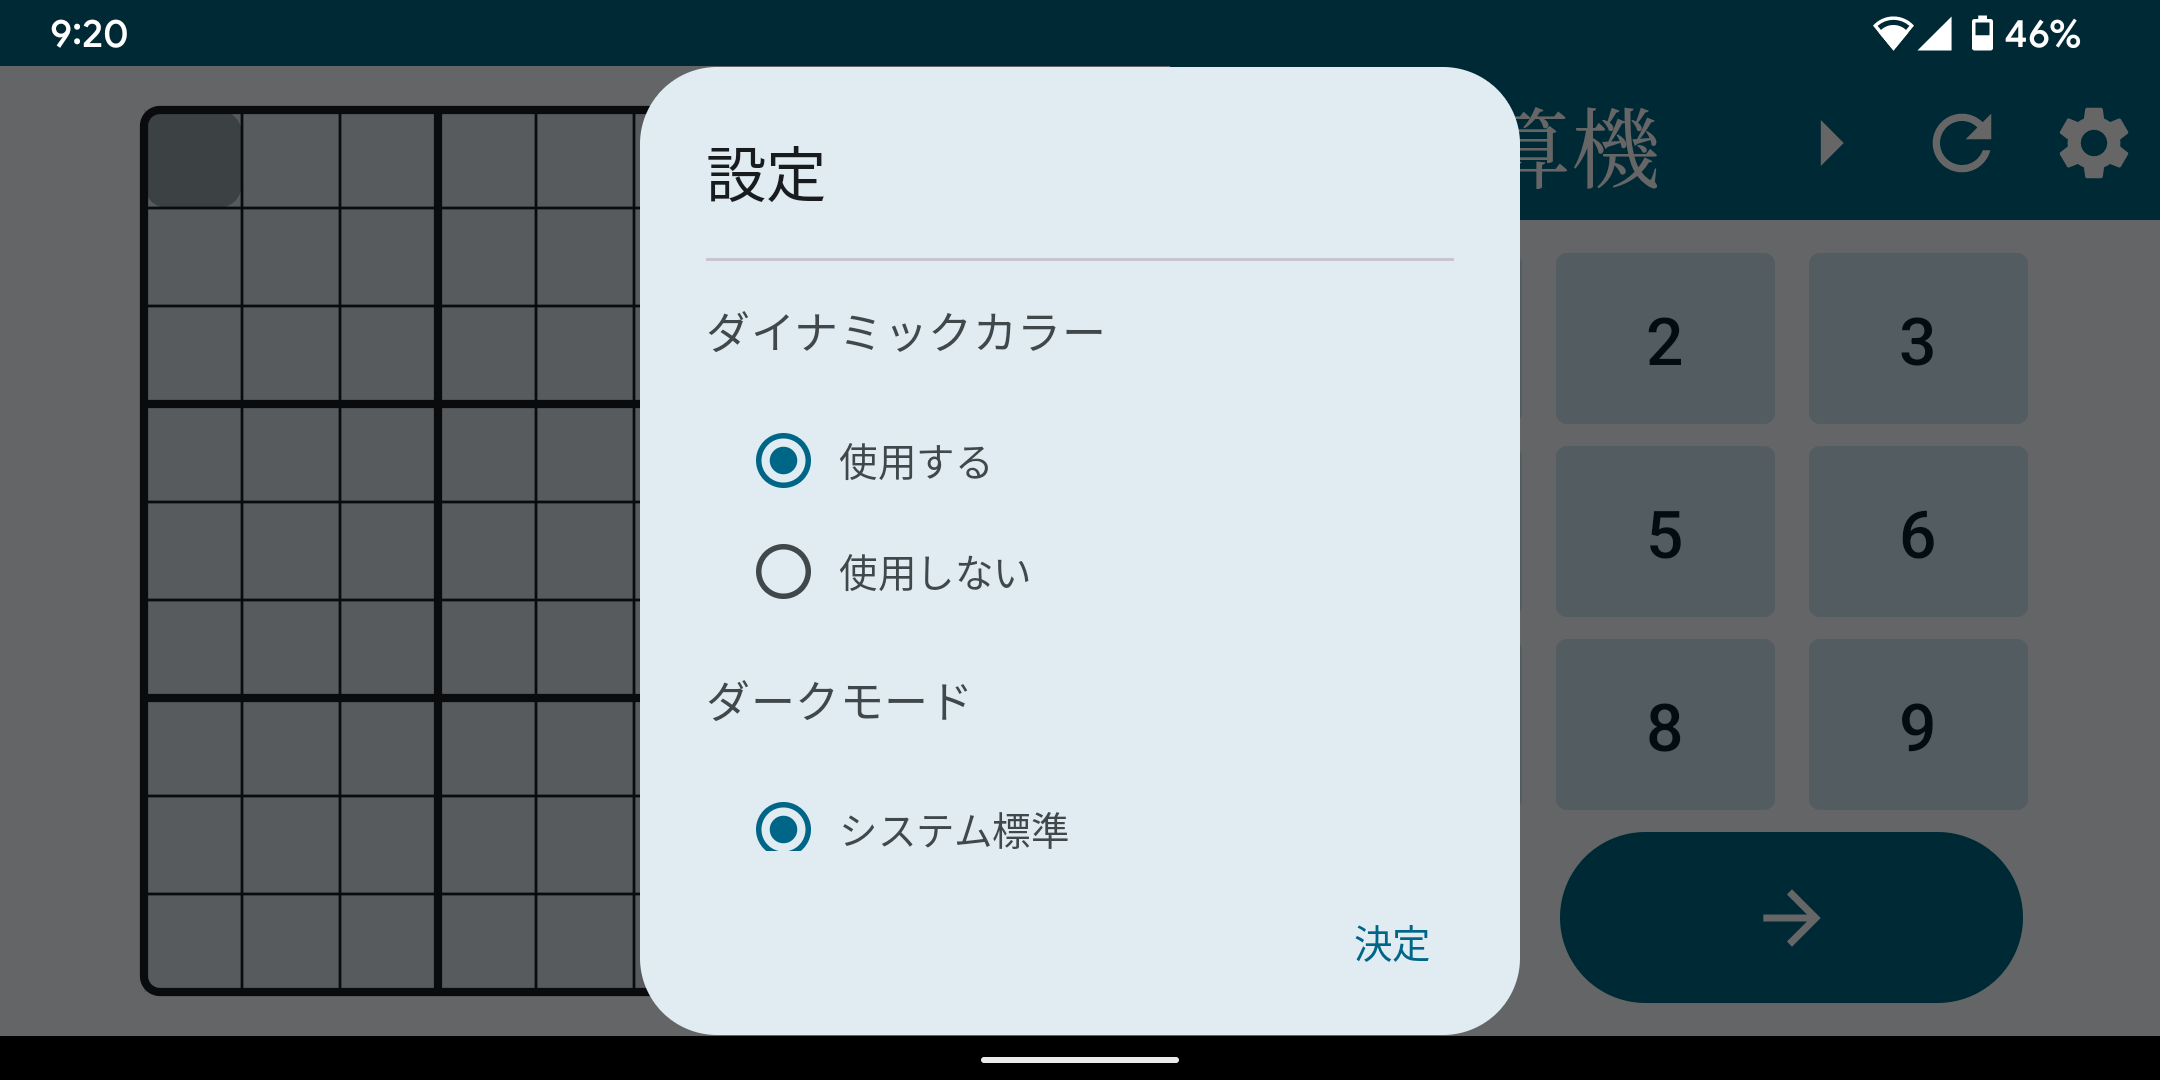 9:20
46%
算機
設定
ダイナミックカラー
使用する
使用しない
ダークモード
システム標準
決定
2
3
5
6
8
9